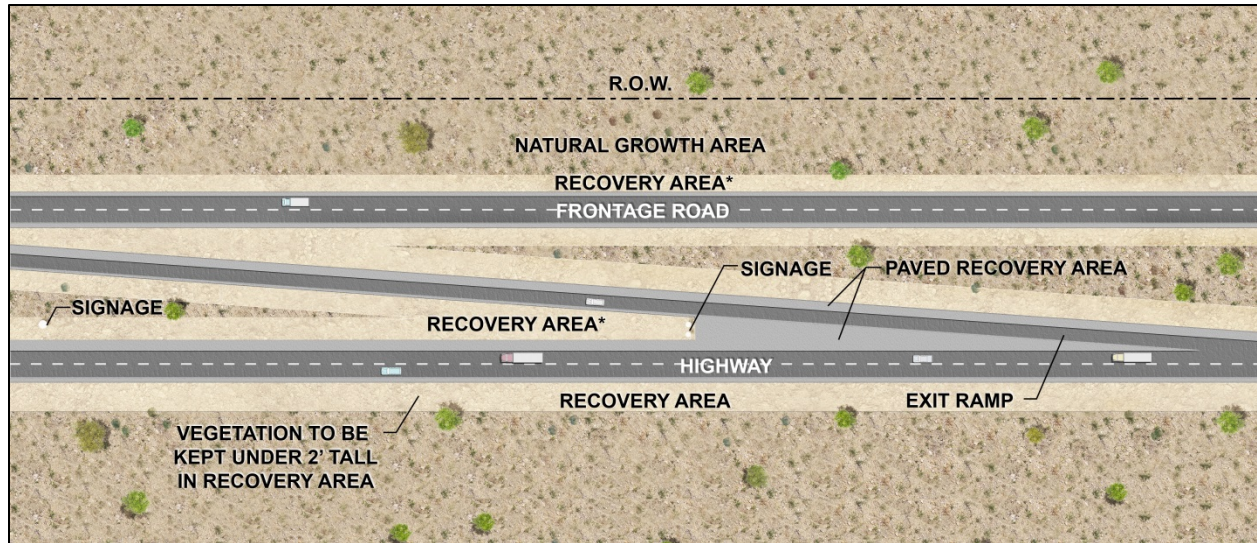 R.O.W.
NATURAL GROWTH AREA
RECOVERY AREA*
FRONTAGE ROAD
SIGNAGE
PAVED RECOVERY AREA
SIGNAGE
RECOVERY AREA*
HIGHWAY
RECOVERY AREA
EXIT RAMP
VEGETATION TO BE
KEPT UNDER 2' TALL
IN RECOVERY AREA